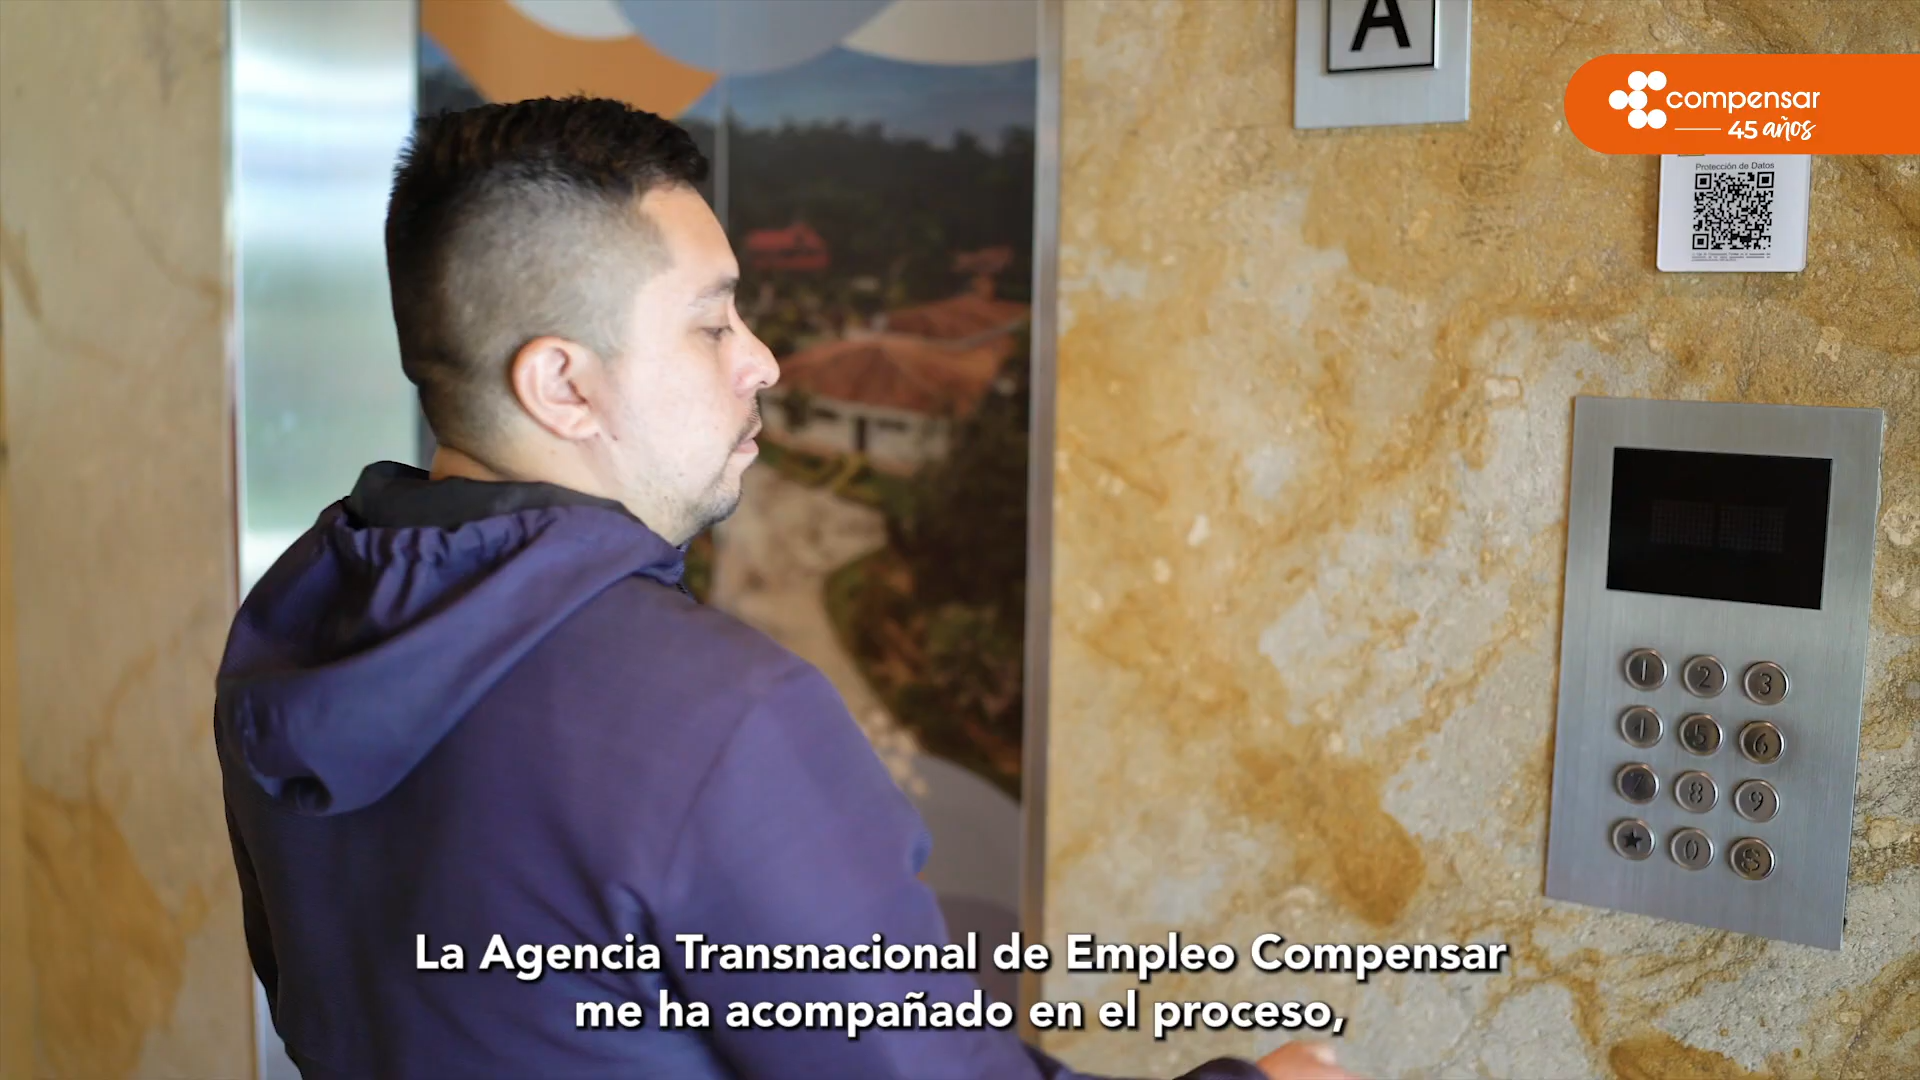 A
compensar
45 años
Protección de Datos
1 2 3
4 5 6
7 8 9
★ 0
La Agencia Transnacional de Empleo Compensar
me ha acompañado en el proceso,